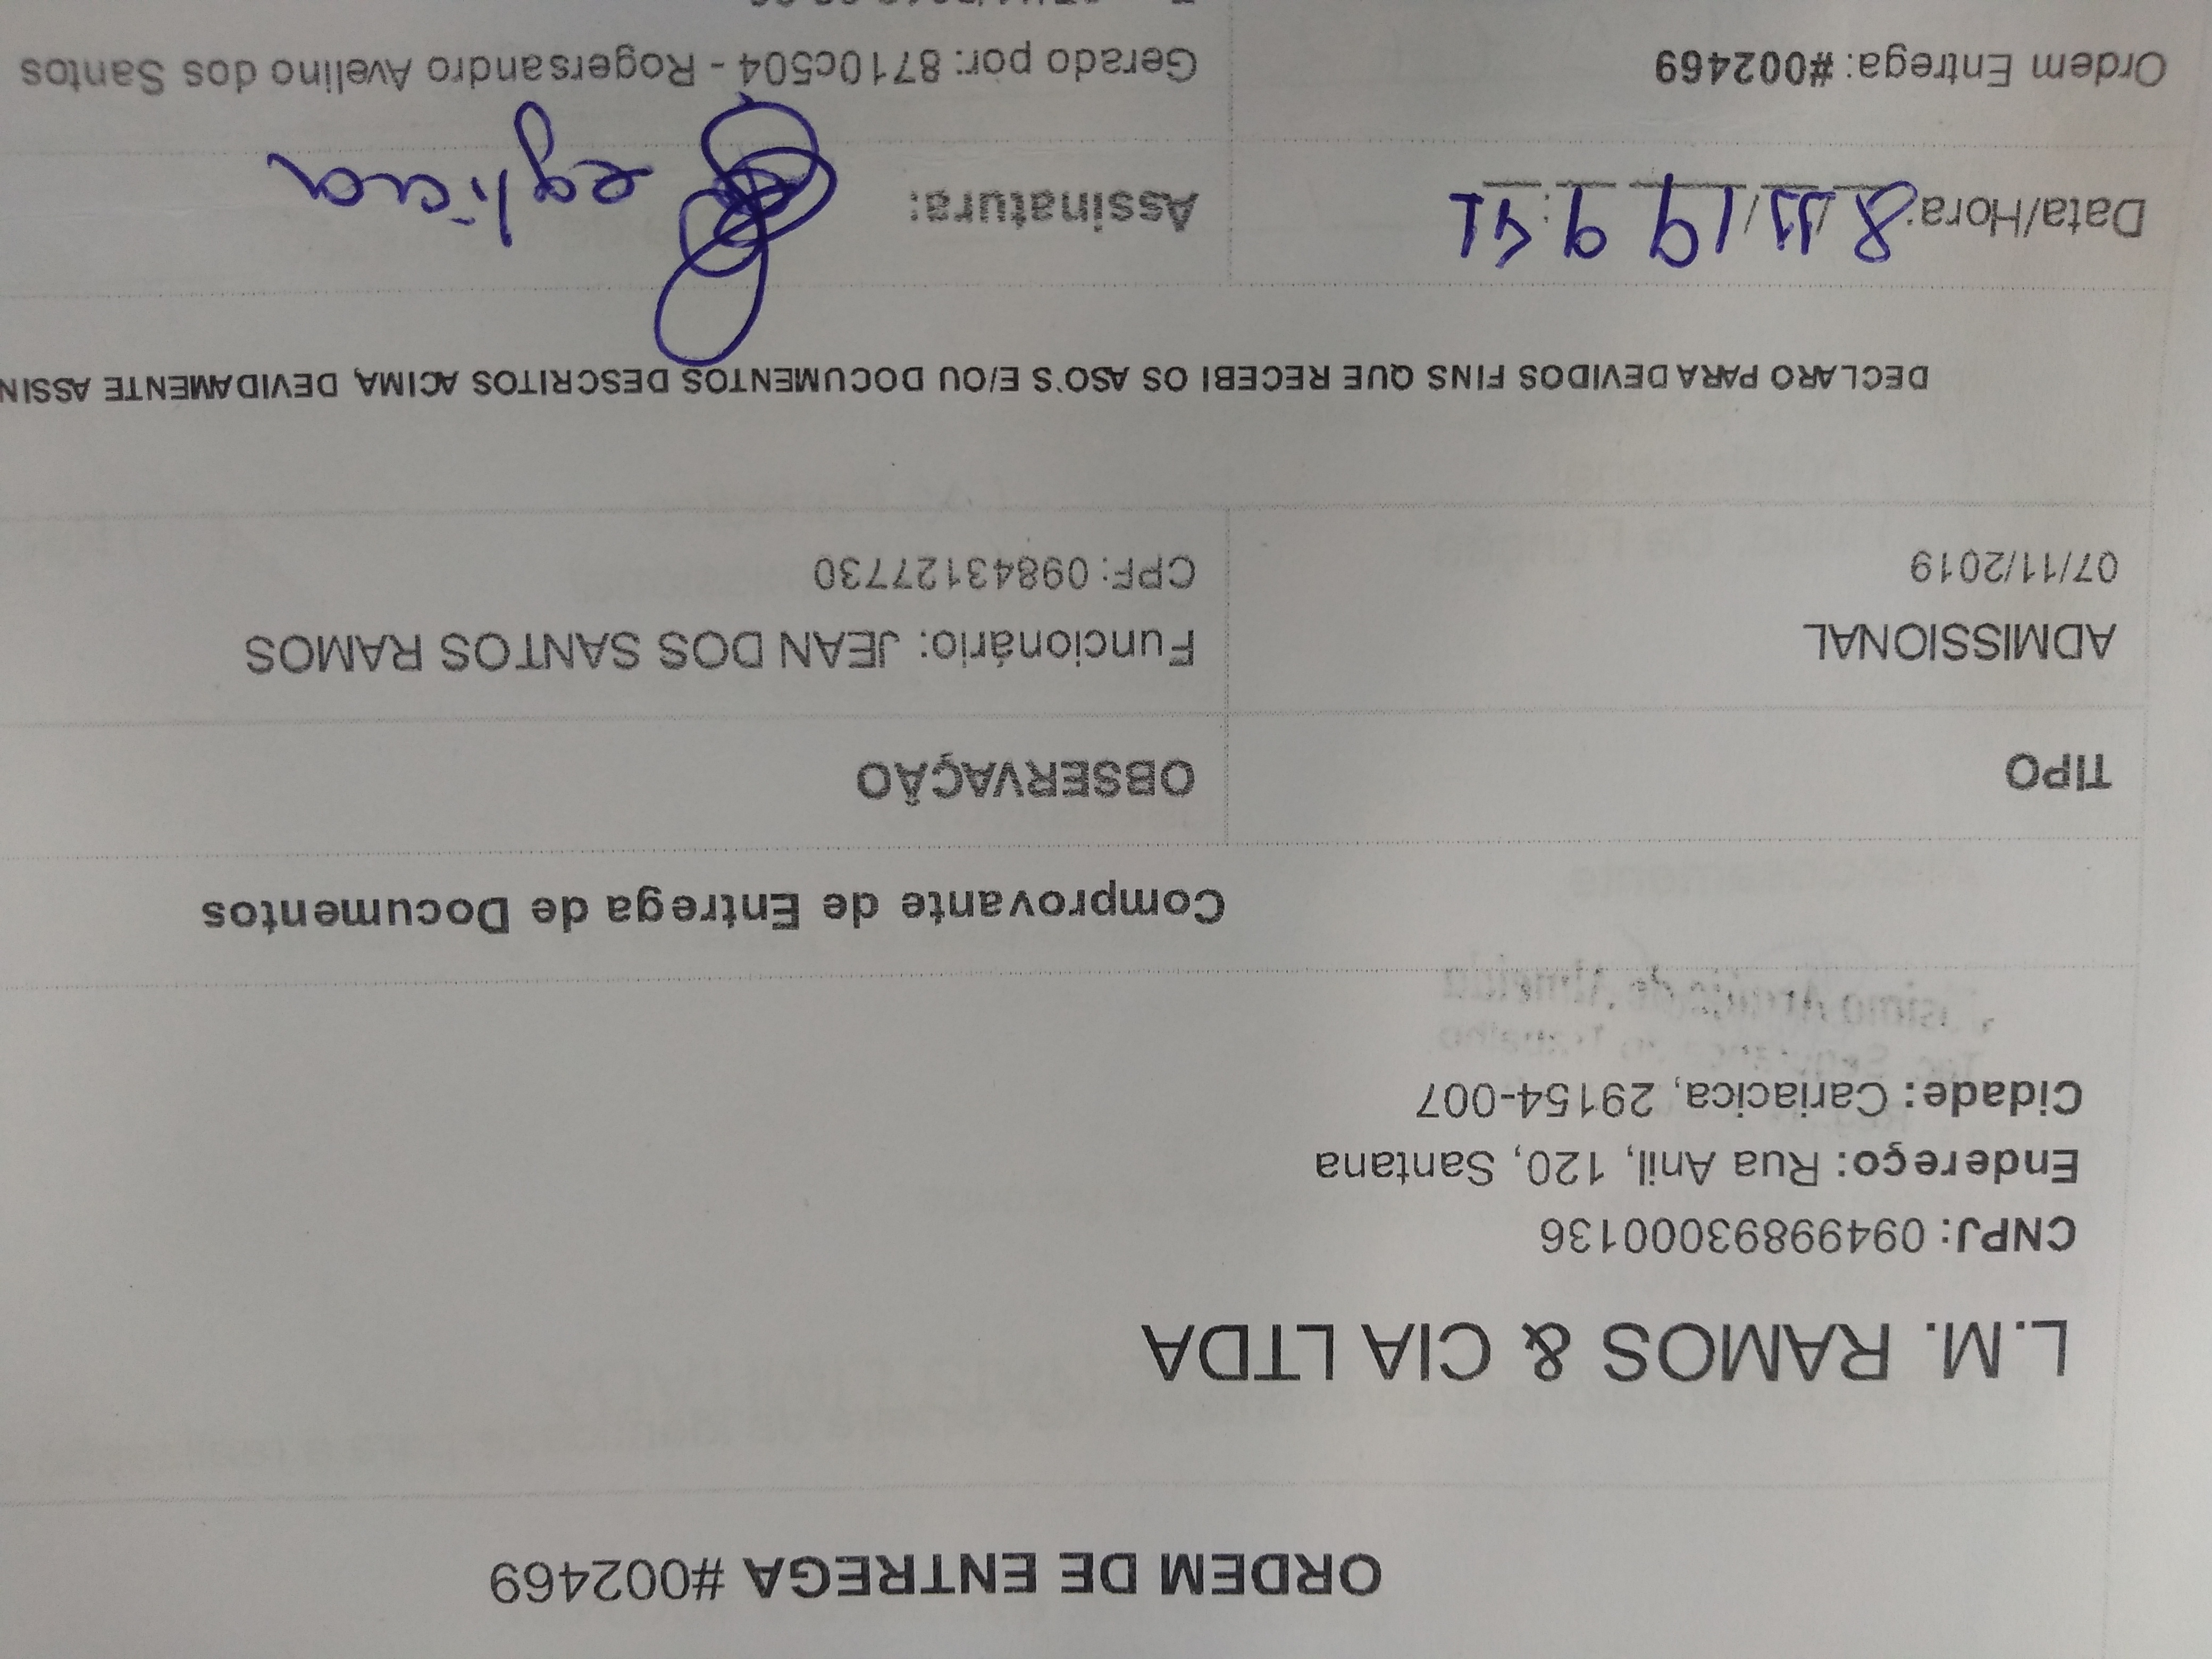 ORDEM DE ENTREGA #002469
L.M. RAMOS & CIA LTDA
CNPJ: 09499893000136
Endereço: Rua Anil, 120, Santana
Cidade: Cariacica, 29154-007
Comprovante de Entrega de Documentos
TIPO OBSERVAÇÃO
ADMISSIONAL Funcionário: JEAN DOS SANTOS RAMOS
07/11/2019 CPF: 09843127730
DECLARO PARA DEVIDOS FINS QUE RECEBI OS ASO'S E/OU DOCUMENTOS DESCRITOS ACIMA, DEVIDAMENTE ASSIN
Data/Hora: 8/11/19 9:41 Assinatura:
Ordem Entrega: #002469 Gerado por: 8710c504 - Rogersandro Avelino dos Santos